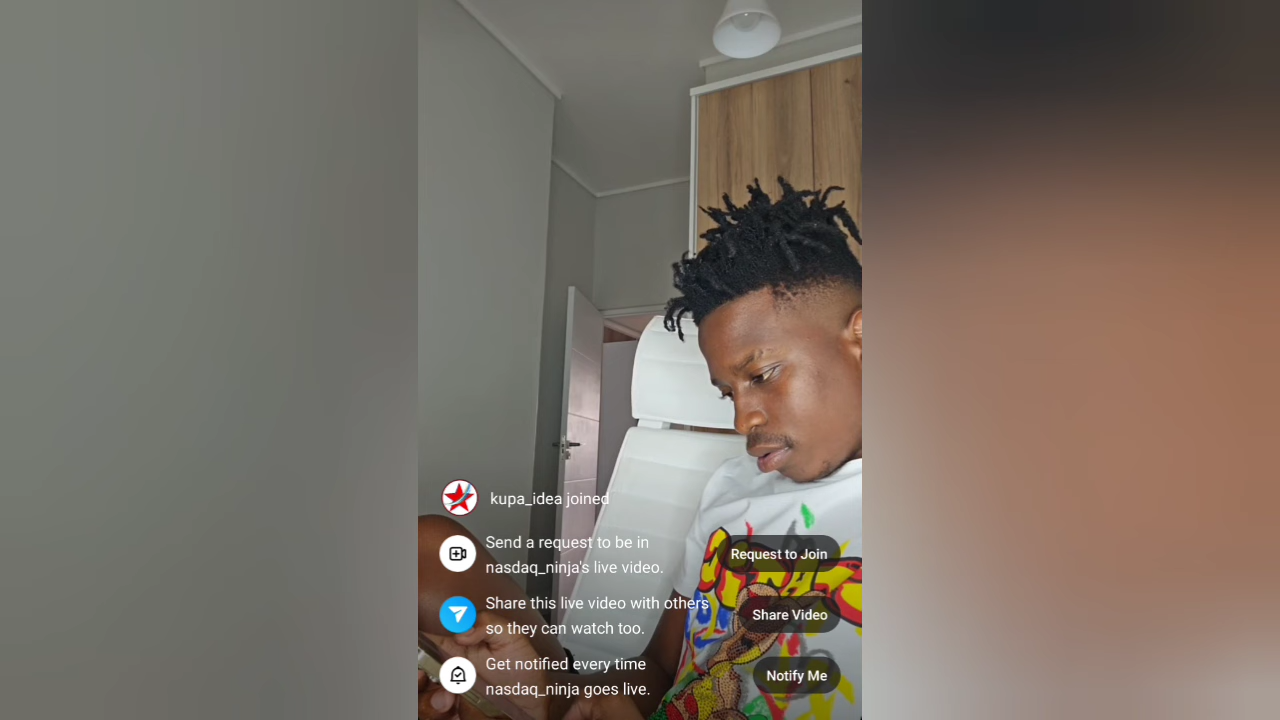 kupa_idea joined
Send a request to be in
nasdaq_ninja's live video.
Request to Join
Share this live video with others
so they can watch too.
Share Video
Get notified every time
nasdaq_ninja goes live.
Notify Me